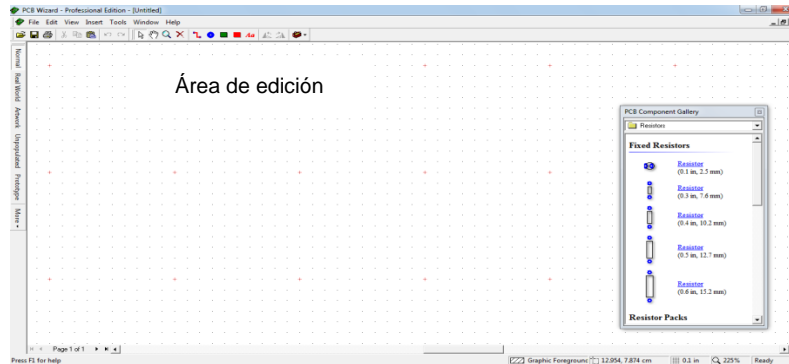 PCB Wizard - Professional Edition - [Untitled]
File Edit View Insert Tools Window Help
Normal
Real World
Artwork
Unpopulated
Prototype
More
Área de edición
PCB Component Gallery
Resistors
Fixed Resistors
Resistor
(0.1 in, 2.5 mm)
Resistor
(0.3 in, 7.6 mm)
Resistor
(0.4 in, 10.2 mm)
Resistor
(0.5 in, 12.7 mm)
Resistor
(0.6 in, 15.2 mm)
Resistor Packs
Page 1 of 1
Press F1 for help
Graphic Foreground
12.954, 7.874 cm
0.1 in
225%
Ready